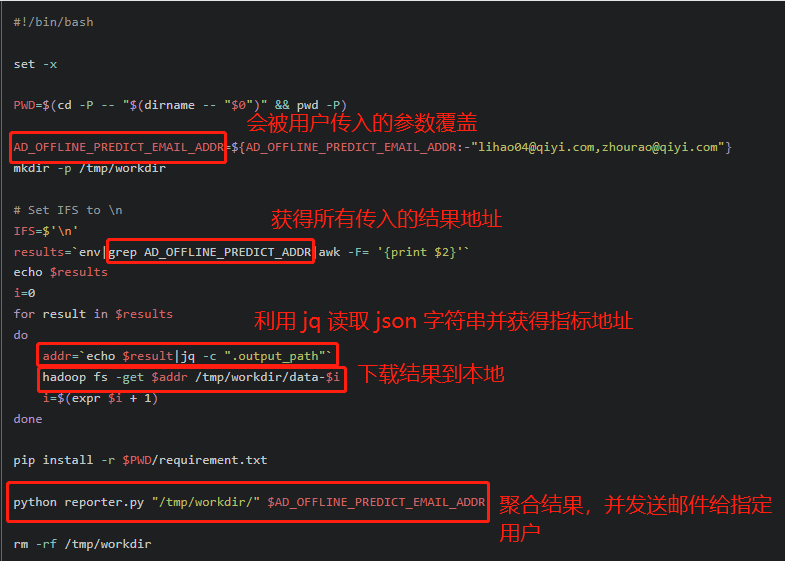 #!/bin/bash
set -x
PWD=$(cd -P -- "$(dirname -- "$0")" && pwd -P)
会被用户传入的参数覆盖
AD_OFFLINE_PREDICT_EMAIL_ADDR=${AD_OFFLINE_PREDICT_EMAIL_ADDR:-"lihao04@qiyi.com,zhourao@qiyi.com"}
mkdir -p /tmp/workdir
# Set IFS to \n
获得所有传入的结果地址
IFS=$'\n'
results=`env|grep AD_OFFLINE_PREDICT_ADDR|awk -F= '{print $2}'`
echo $results
i=0
for result in $results
利用 jq 读取 json 字符串并获得指标地址
do
addr=`echo $result|jq -c ".output_path"`
hadoop fs -get $addr /tmp/workdir/data-$i
下载结果到本地
i=$(expr $i + 1)
done
pip install -r $PWD/requirement.txt
python reporter.py "/tmp/workdir/" $AD_OFFLINE_PREDICT_EMAIL_ADDR
聚合结果，并发送邮件给指定
用户
rm -rf /tmp/workdir